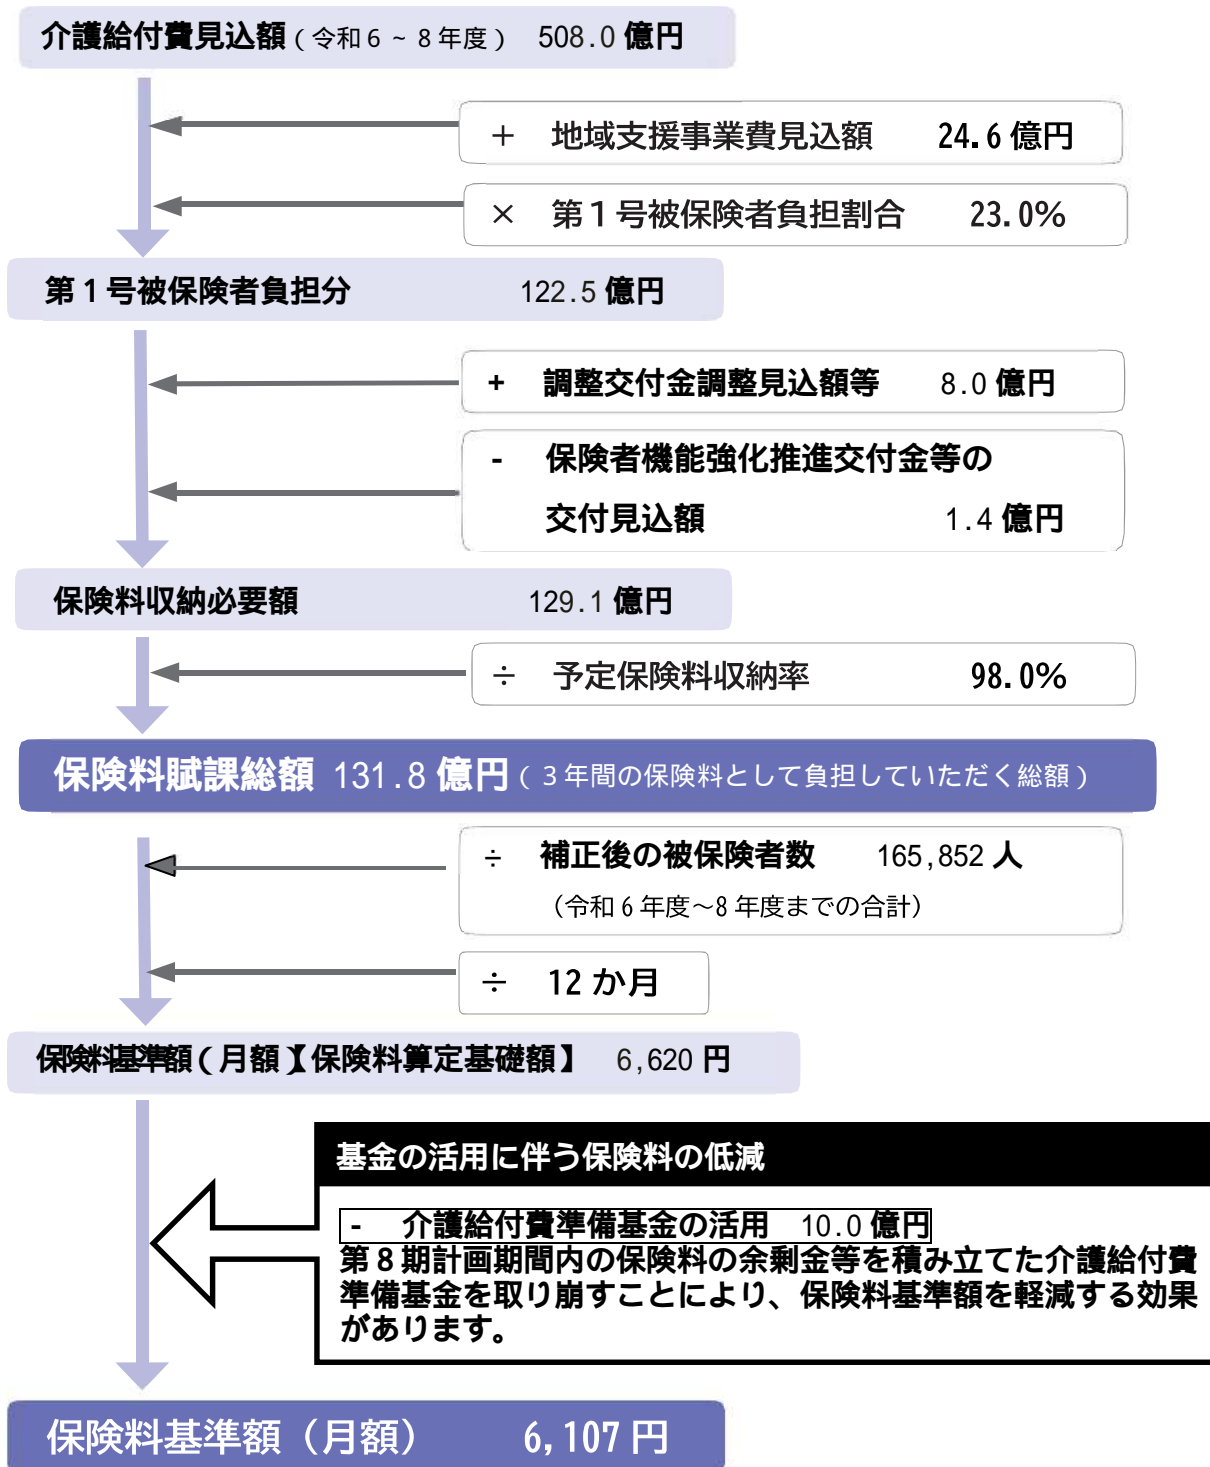 介護給付費見込額（令和６～８年度） 508.0 億円
＋ 地域支援事業費見込額 24.6 億円
× 第１号被保険者負担割合 23.0%
第１号被保険者負担分 122.5 億円
+ 調整交付金調整見込額等 8.0 億円
- 保険者機能強化推進交付金等の
交付見込額 1.4 億円
保険料収納必要額 129.1 億円
÷ 予定保険料収納率 98.0%
保険料賦課総額 131.8 億円（３年間の保険料として負担していただく総額）
÷ 補正後の被保険者数 165,852 人
（令和６年度～8 年度までの合計）
÷ 12 か月
保険料基準額（月額）【保険料算定基礎額】 6,620 円
基金の活用に伴う保険料の低減
- 介護給付費準備基金の活用 10.0 億円
第８期計画期間内の保険料の余剰金等を積み立てた介護給付費
準備基金を取り崩すことにより、保険料基準額を軽減する効果
があります。
保険料基準額（月額） 6,107 円